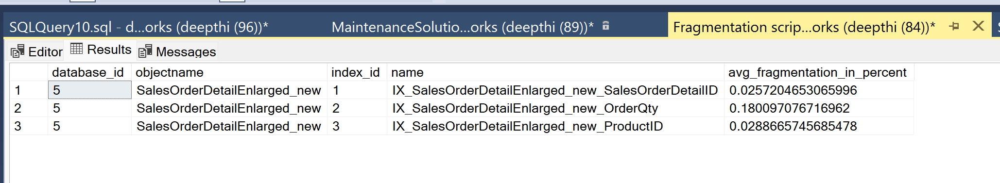 SQLQuery10.sql - d...orks (deepthi (96))* MaintenanceSolutio...orks (deepthi (89))* Fragmentation scrip...orks (deepthi (84))*
Editor Results Messages
database_id objectname index_id name avg_fragmentation_in_percent
1 5 SalesOrderDetailEnlarged_new 1 IX_SalesOrderDetailEnlarged_new_SalesOrderDetailID 0.0257204653065996
2 5 SalesOrderDetailEnlarged_new 2 IX_SalesOrderDetailEnlarged_new_OrderQty 0.180097076716962
3 5 SalesOrderDetailEnlarged_new 3 IX_SalesOrderDetailEnlarged_new_ProductID 0.0288665745685478